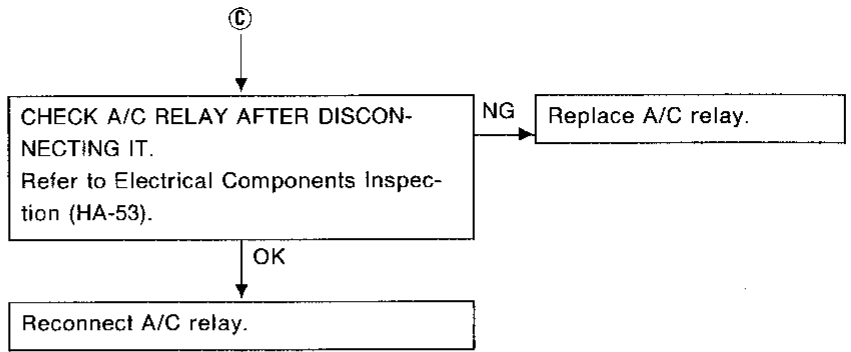 Ⓒ
CHECK A/C RELAY AFTER DISCON-
NECTING IT.
Refer to Electrical Components Inspec-
tion (HA-53).
NG
Replace A/C relay.
OK
Reconnect A/C relay.